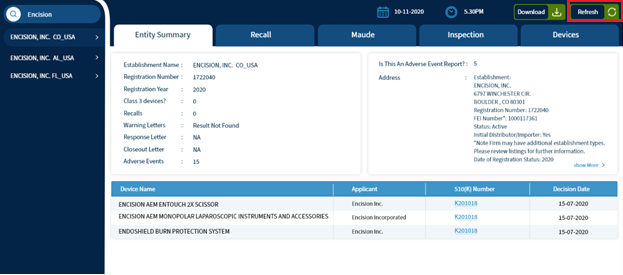 Encision
10-11-2020 5.30PM Download Refresh
ENCISION, INC. CO_USA
ENCISION, INC. AL_USA
ENCISION, INC. FL_USA
Entity Summary Recall Maude Inspection Devices
Establishment Name : ENCISION, INC. CO_USA
Registration Number : 1722040
Registration Year : 2020
Class 3 devices? : 0
Recalls : 0
Warning Letters : Result Not Found
Response Letter : NA
Closeout Letter : NA
Adverse Events : 15
Is This An Adverse Event Report? : 5
Address : Establishment:
ENCISION, INC.
6797 WINCHESTER CIR.
BOULDER , CO 80301
Registration Number: 1722040
FEI Number*: 1000117361
Status: Active
Initial Distributor/Importer: Yes
*Note Firm may have additional establishment types.
Please review listings for further information.
Date of Registration Status: 2020
show More >
Device Name Applicant 510(K) Number Decision Date
ENCISION AEM ENTOUCH 2X SCISSOR Encision Inc. K201018 15-07-2020
ENCISION AEM MONOPOLAR LAPAROSCOPIC INSTRUMENTS AND ACCESSORIES Encision Incorporated K201018 15-07-2020
ENDOSHIELD BURN PROTECTION SYSTEM Encision Inc. K201018 15-07-2020